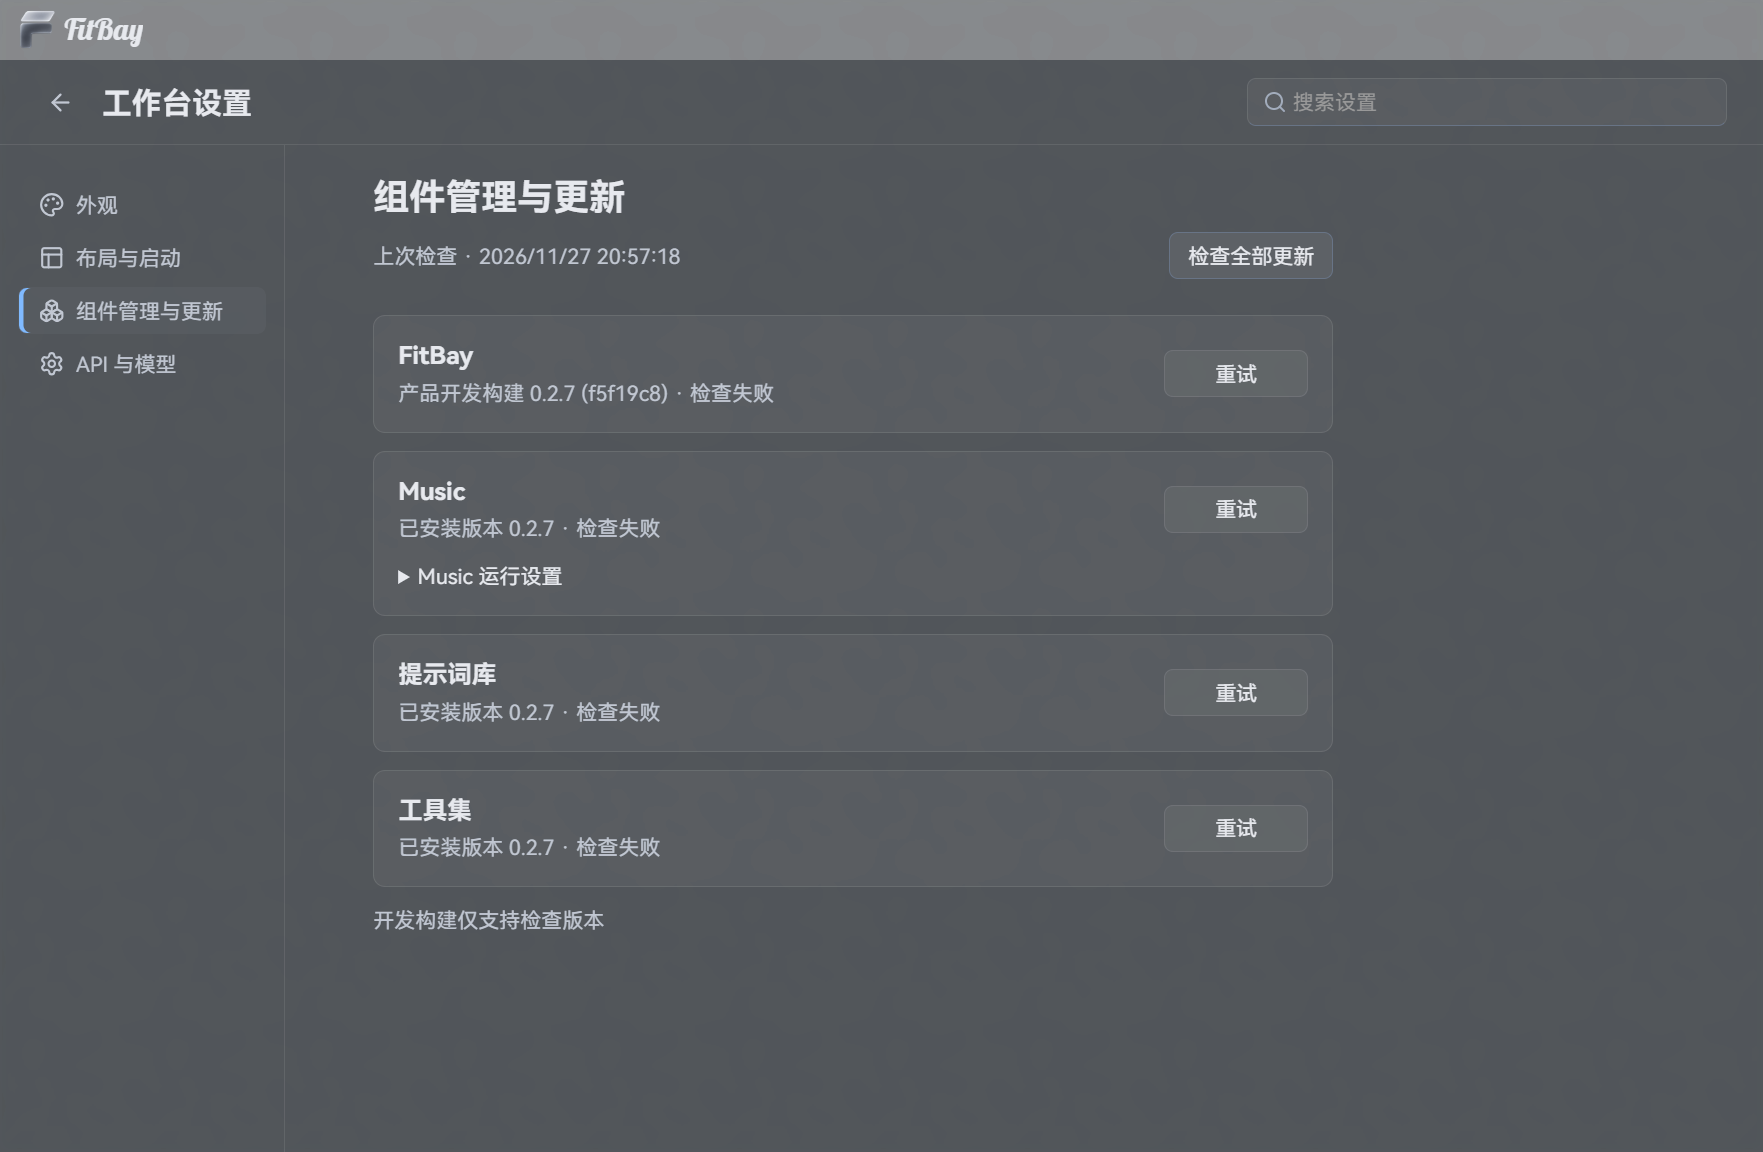 FitBay
工作台设置
搜索设置
外观
布局与启动
组件管理与更新
API 与模型
组件管理与更新
上次检查 · 2026/11/27 20:57:18
检查全部更新
FitBay
产品开发构建 0.2.7 (f5f19c8) · 检查失败
重试
Music
已安装版本 0.2.7 · 检查失败
重试
Music 运行设置
提示词库
已安装版本 0.2.7 · 检查失败
重试
工具集
已安装版本 0.2.7 · 检查失败
重试
开发构建仅支持检查版本